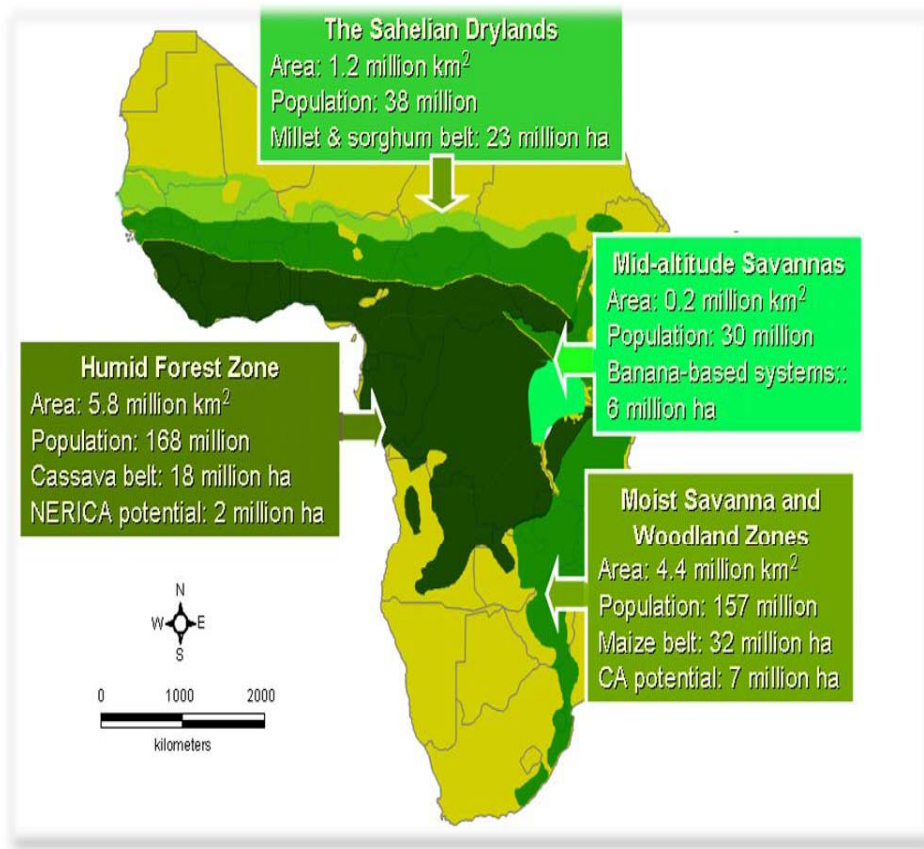 The Sahelian Drylands
Area: 1.2 million km²
Population: 38 million
Millet & sorghum belt: 23 million ha
Mid-altitude Savannas
Area: 0.2 million km²
Population: 30 million
Banana-based systems::
6 million ha
Humid Forest Zone
Area: 5.8 million km²
Population: 168 million
Cassava belt: 18 million ha
NERICA potential: 2 million ha
Moist Savanna and
Woodland Zones
Area: 4.4 million km²
Population: 157 million
Maize belt: 32 million ha
CA potential: 7 million ha
N
W E
S
0 1000 2000
kilometers